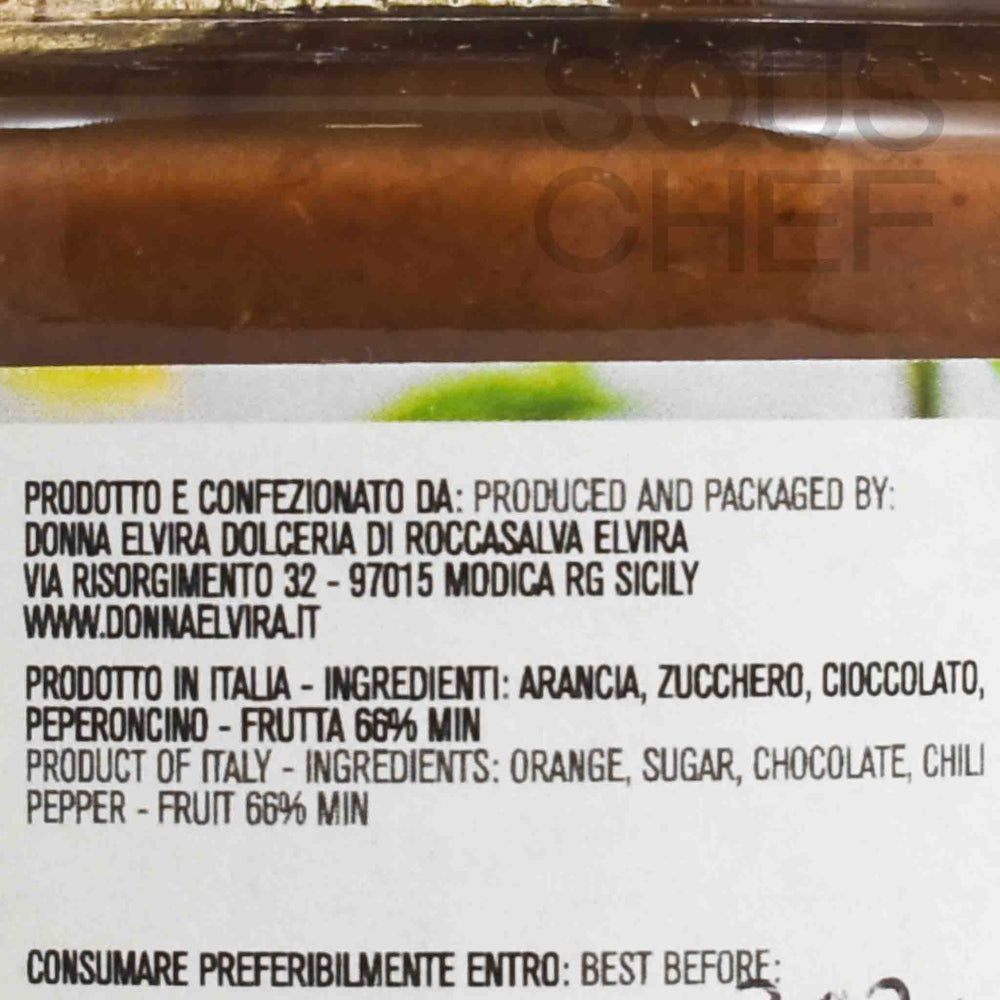 SOUS
CHEF
PRODOTTO E CONFEZIONATO DA: PRODUCED AND PACKAGED BY:
DONNA ELVIRA DOLCERIA DI ROCCASALVA ELVIRA
VIA RISORGIMENTO 32 - 97015 MODICA RG SICILY
WWW.DONNAELVIRA.IT
PRODOTTO IN ITALIA - INGREDIENTI: ARANCIA, ZUCCHERO, CIOCCOLATO,
PEPERONCINO - FRUTTA 66% MIN
PRODUCT OF ITALY - INGREDIENTS: ORANGE, SUGAR, CHOCOLATE, CHILI
PEPPER - FRUIT 66% MIN
CONSUMARE PREFERIBILMENTE ENTRO: BEST BEFORE: